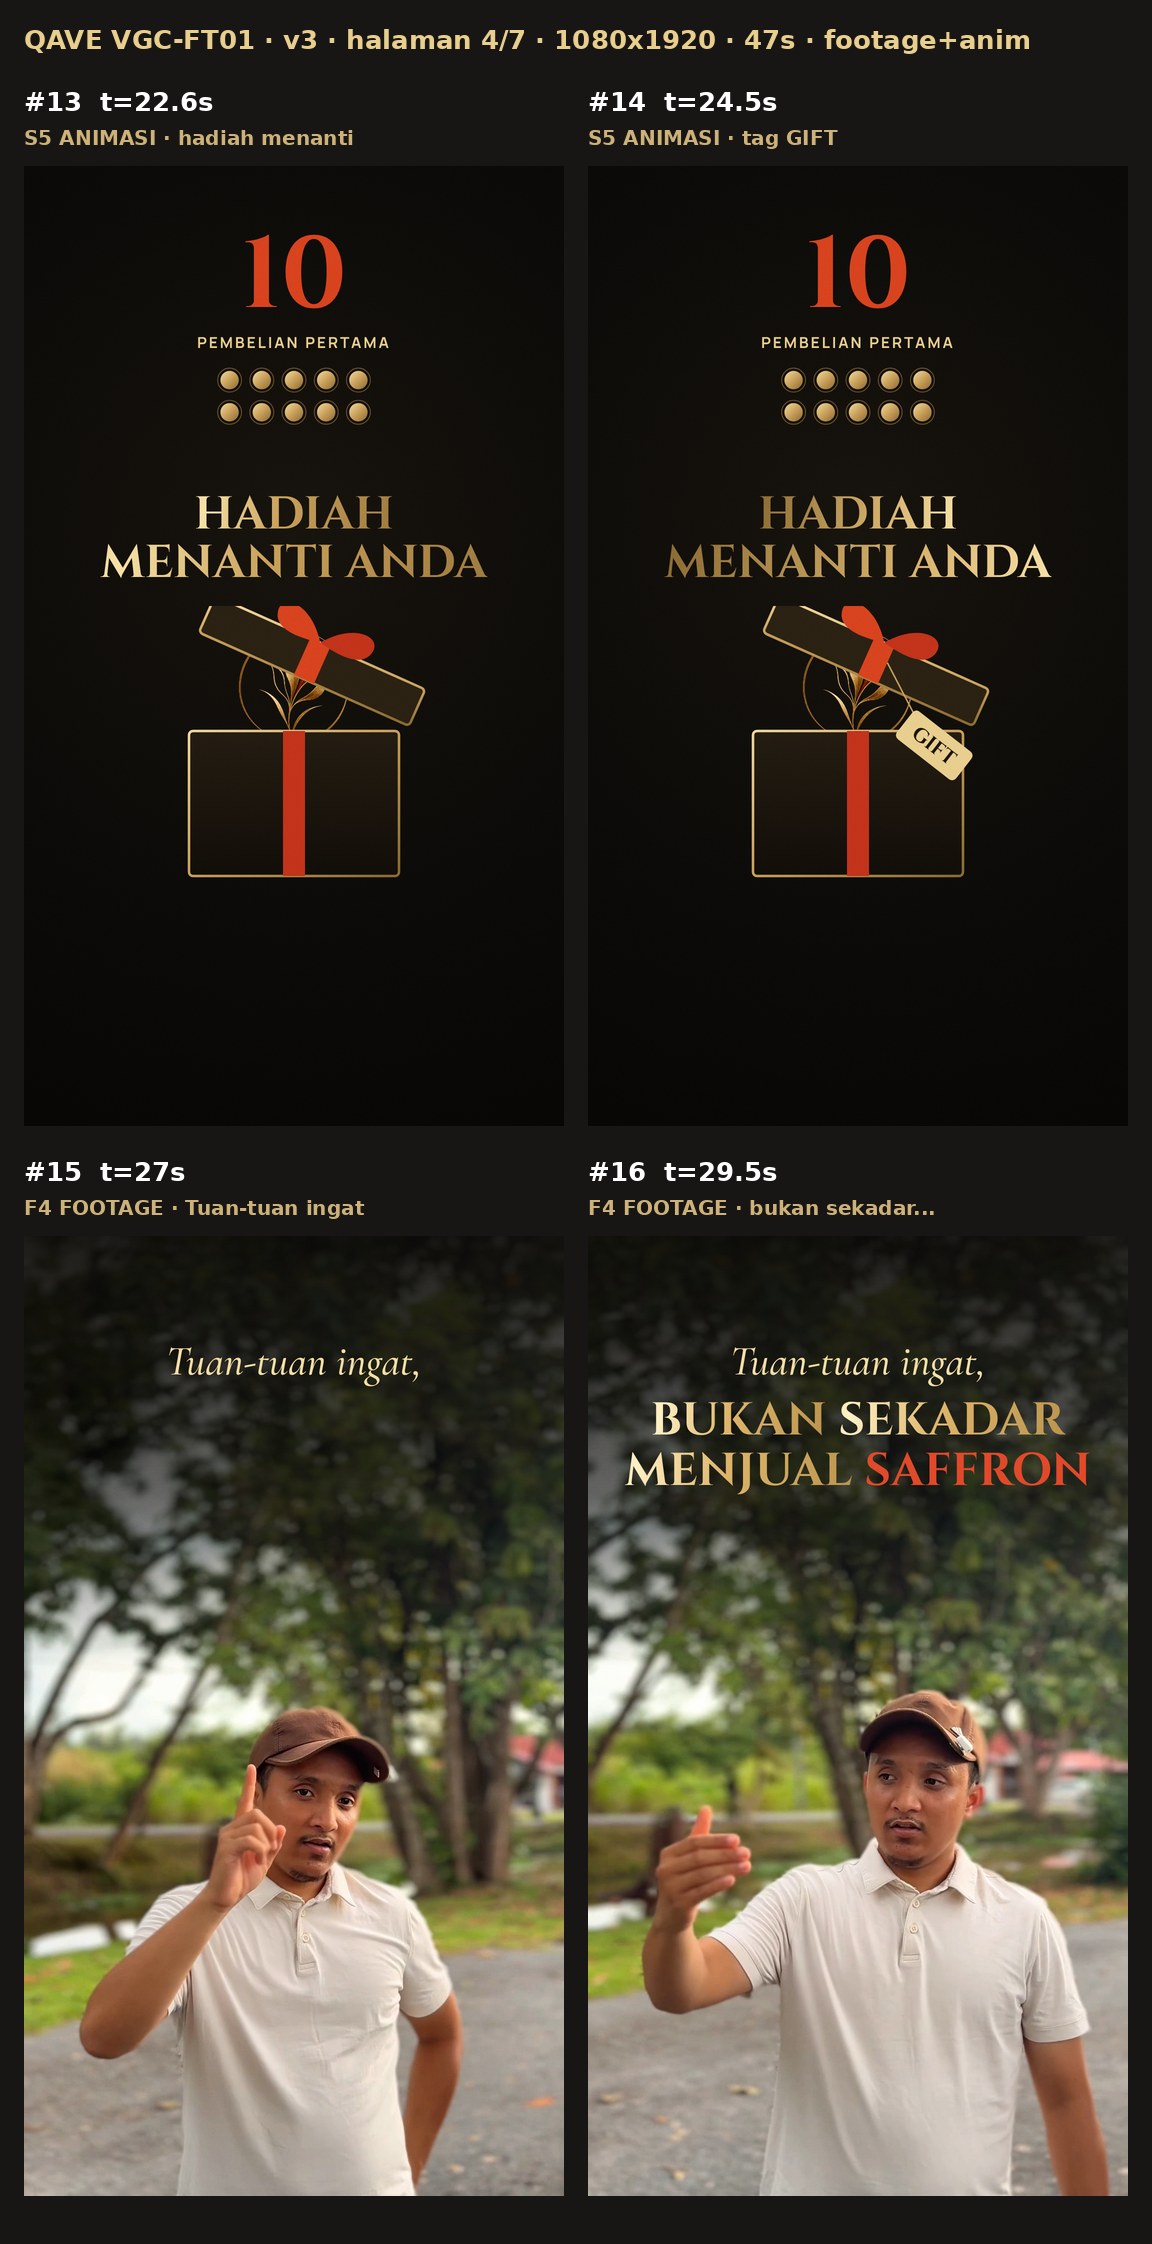 QAVE VGC-FT01 · v3 · halaman 4/7 · 1080x1920 · 47s · footage+anim
#13 t=22.6s
S5 ANIMASI · hadiah menanti
10
PEMBELIAN PERTAMA
HADIAH
MENANTI ANDA
#14 t=24.5s
S5 ANIMASI · tag GIFT
10
PEMBELIAN PERTAMA
HADIAH
MENANTI ANDA
GIFT
#15 t=27s
F4 FOOTAGE · Tuan-tuan ingat
Tuan-tuan ingat,
#16 t=29.5s
F4 FOOTAGE · bukan sekadar...
Tuan-tuan ingat,
BUKAN SEKADAR
MENJUAL SAFFRON